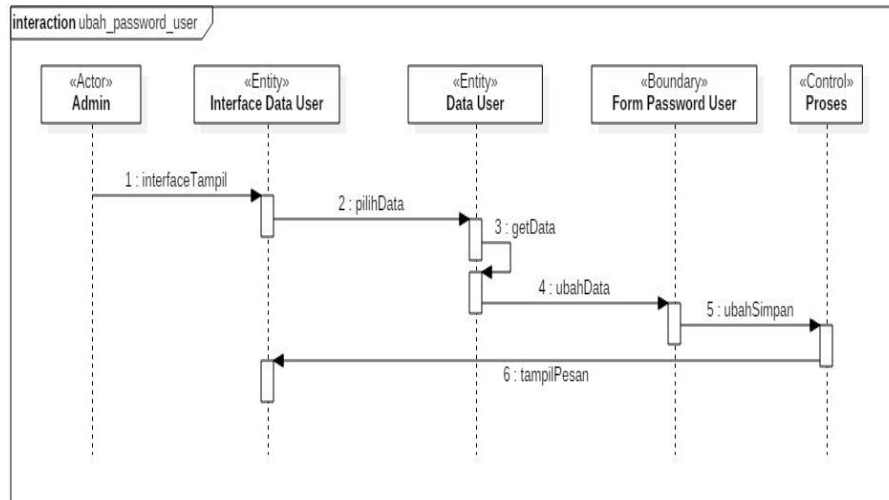 interaction ubah_password_user
«Actor»
Admin
«Entity»
Interface Data User
«Entity»
Data User
«Boundary»
Form Password User
«Control»
Proses
1 : interfaceTampil
2 : pilihData
3 : getData
4 : ubahData
5 : ubahSimpan
6 : tampilPesan